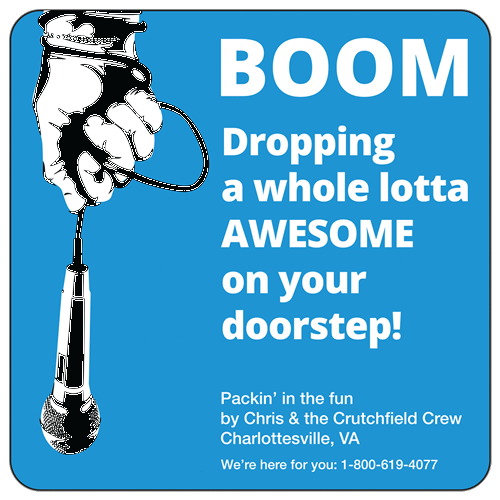 BOOM
Dropping
a whole lotta
AWESOME
on your
doorstep!
Packin' in the fun
by Chris & the Crutchfield Crew
Charlottesville, VA
We're here for you: 1-800-619-4077